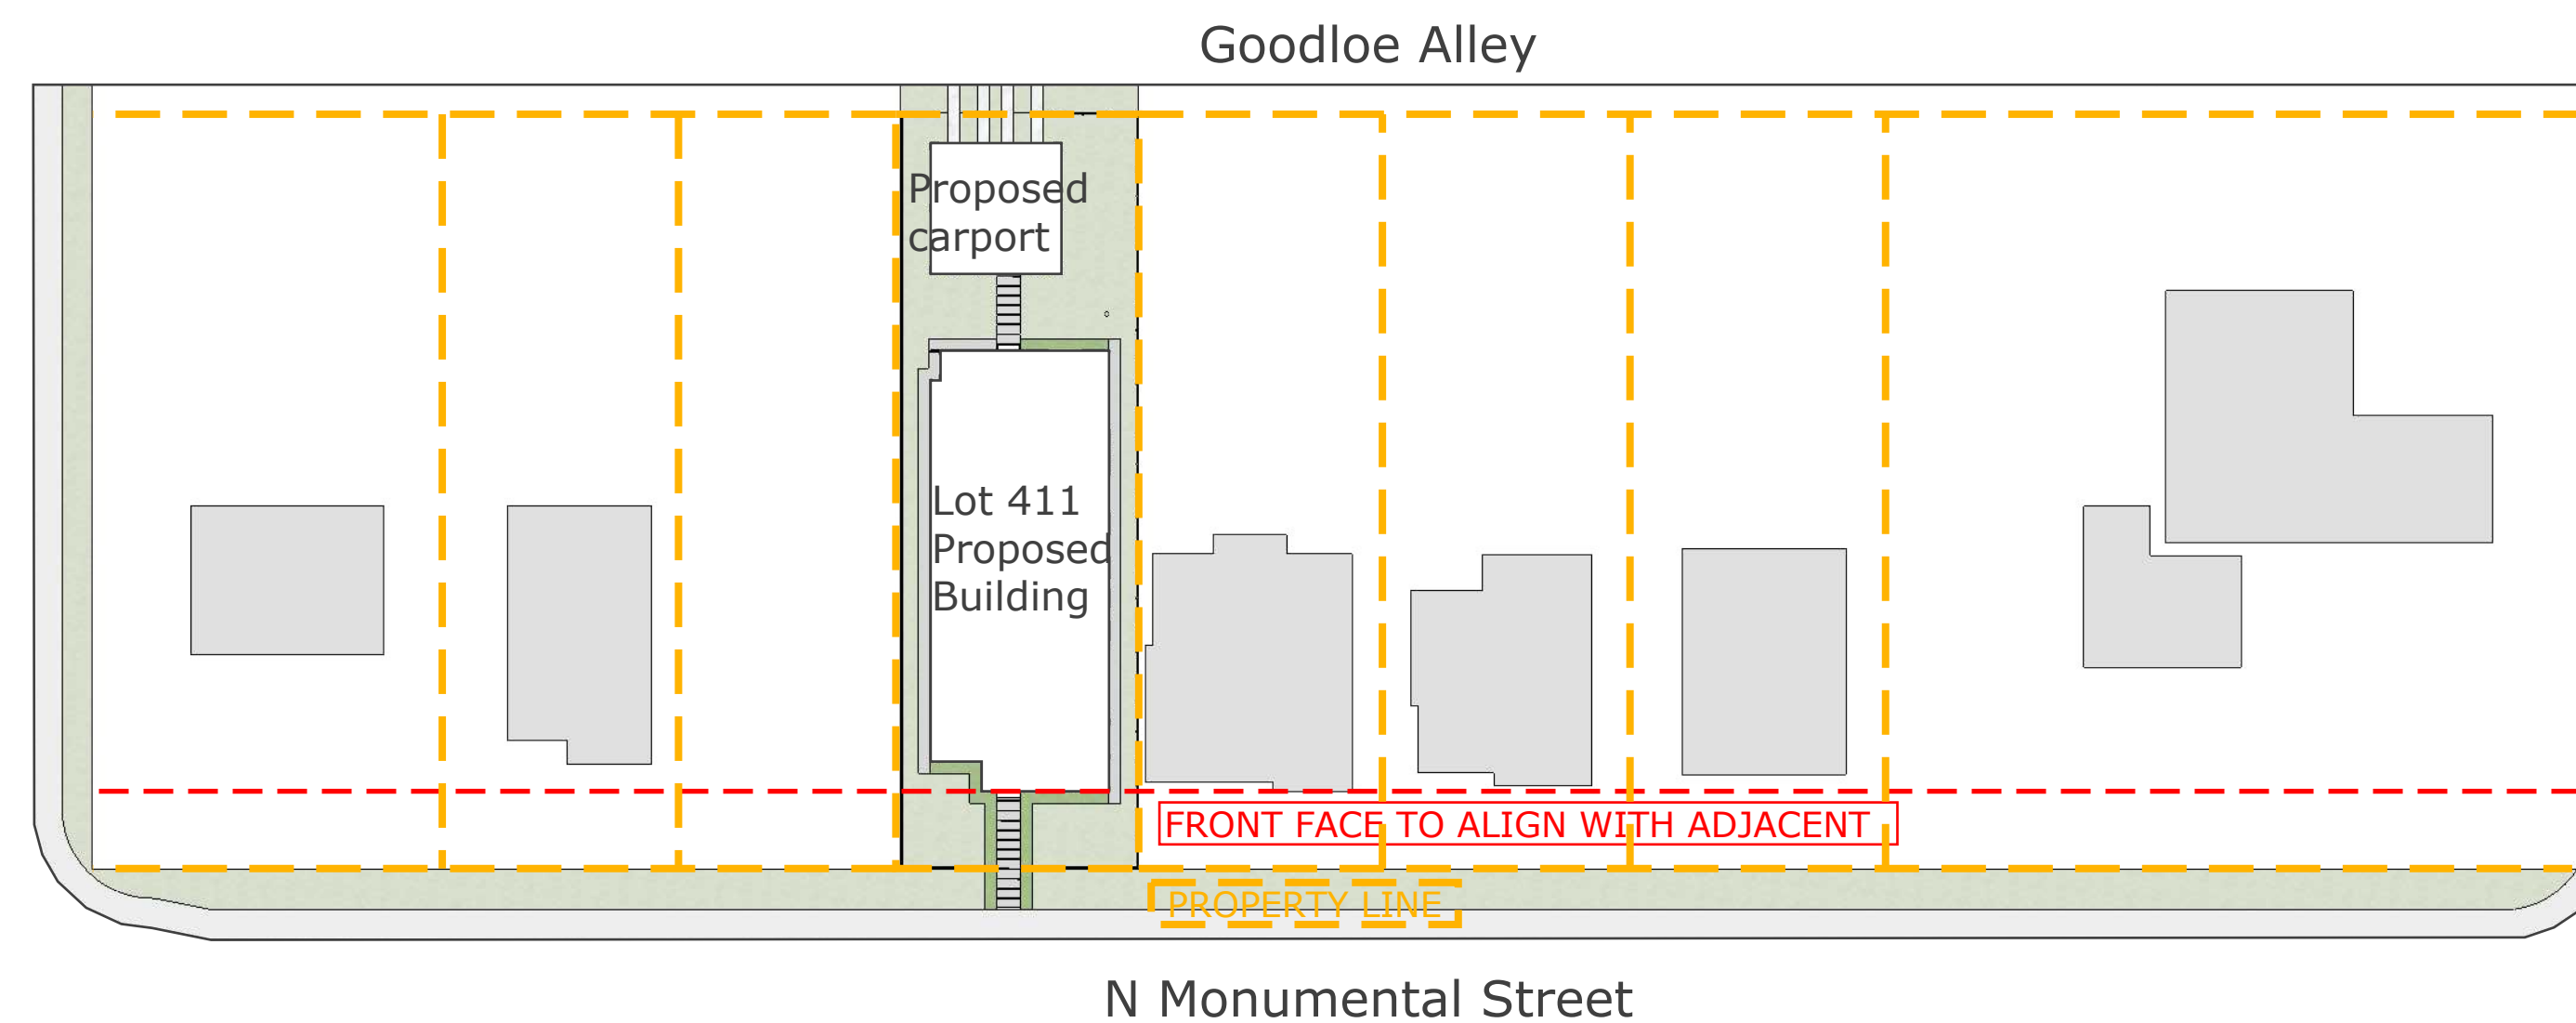 Goodloe Alley
Proposed
carport
Lot 411
Proposed
Building
FRONT FACE TO ALIGN WITH ADJACENT
PROPERTY LINE
N Monumental Street